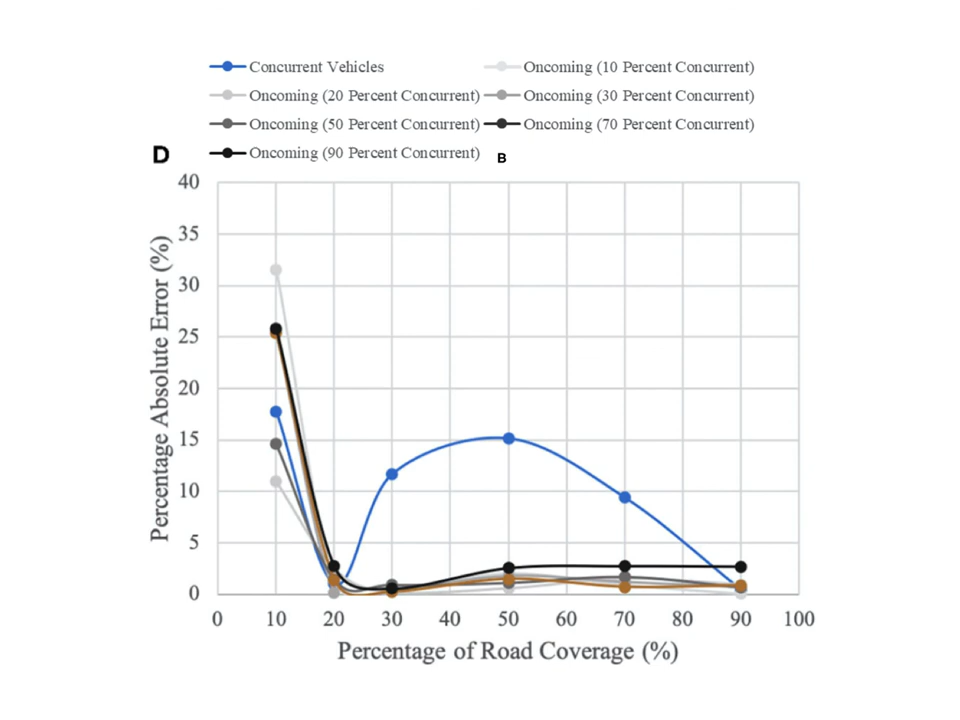 Concurrent Vehicles
Oncoming (10 Percent Concurrent)
Oncoming (20 Percent Concurrent)
Oncoming (30 Percent Concurrent)
Oncoming (50 Percent Concurrent)
Oncoming (70 Percent Concurrent)
D
Oncoming (90 Percent Concurrent)
B
40
35
30
25
20
15
10
5
0
Percentage Absolute Error (%)
0 10 20 30 40 50 60 70 80 90 100
Percentage of Road Coverage (%)